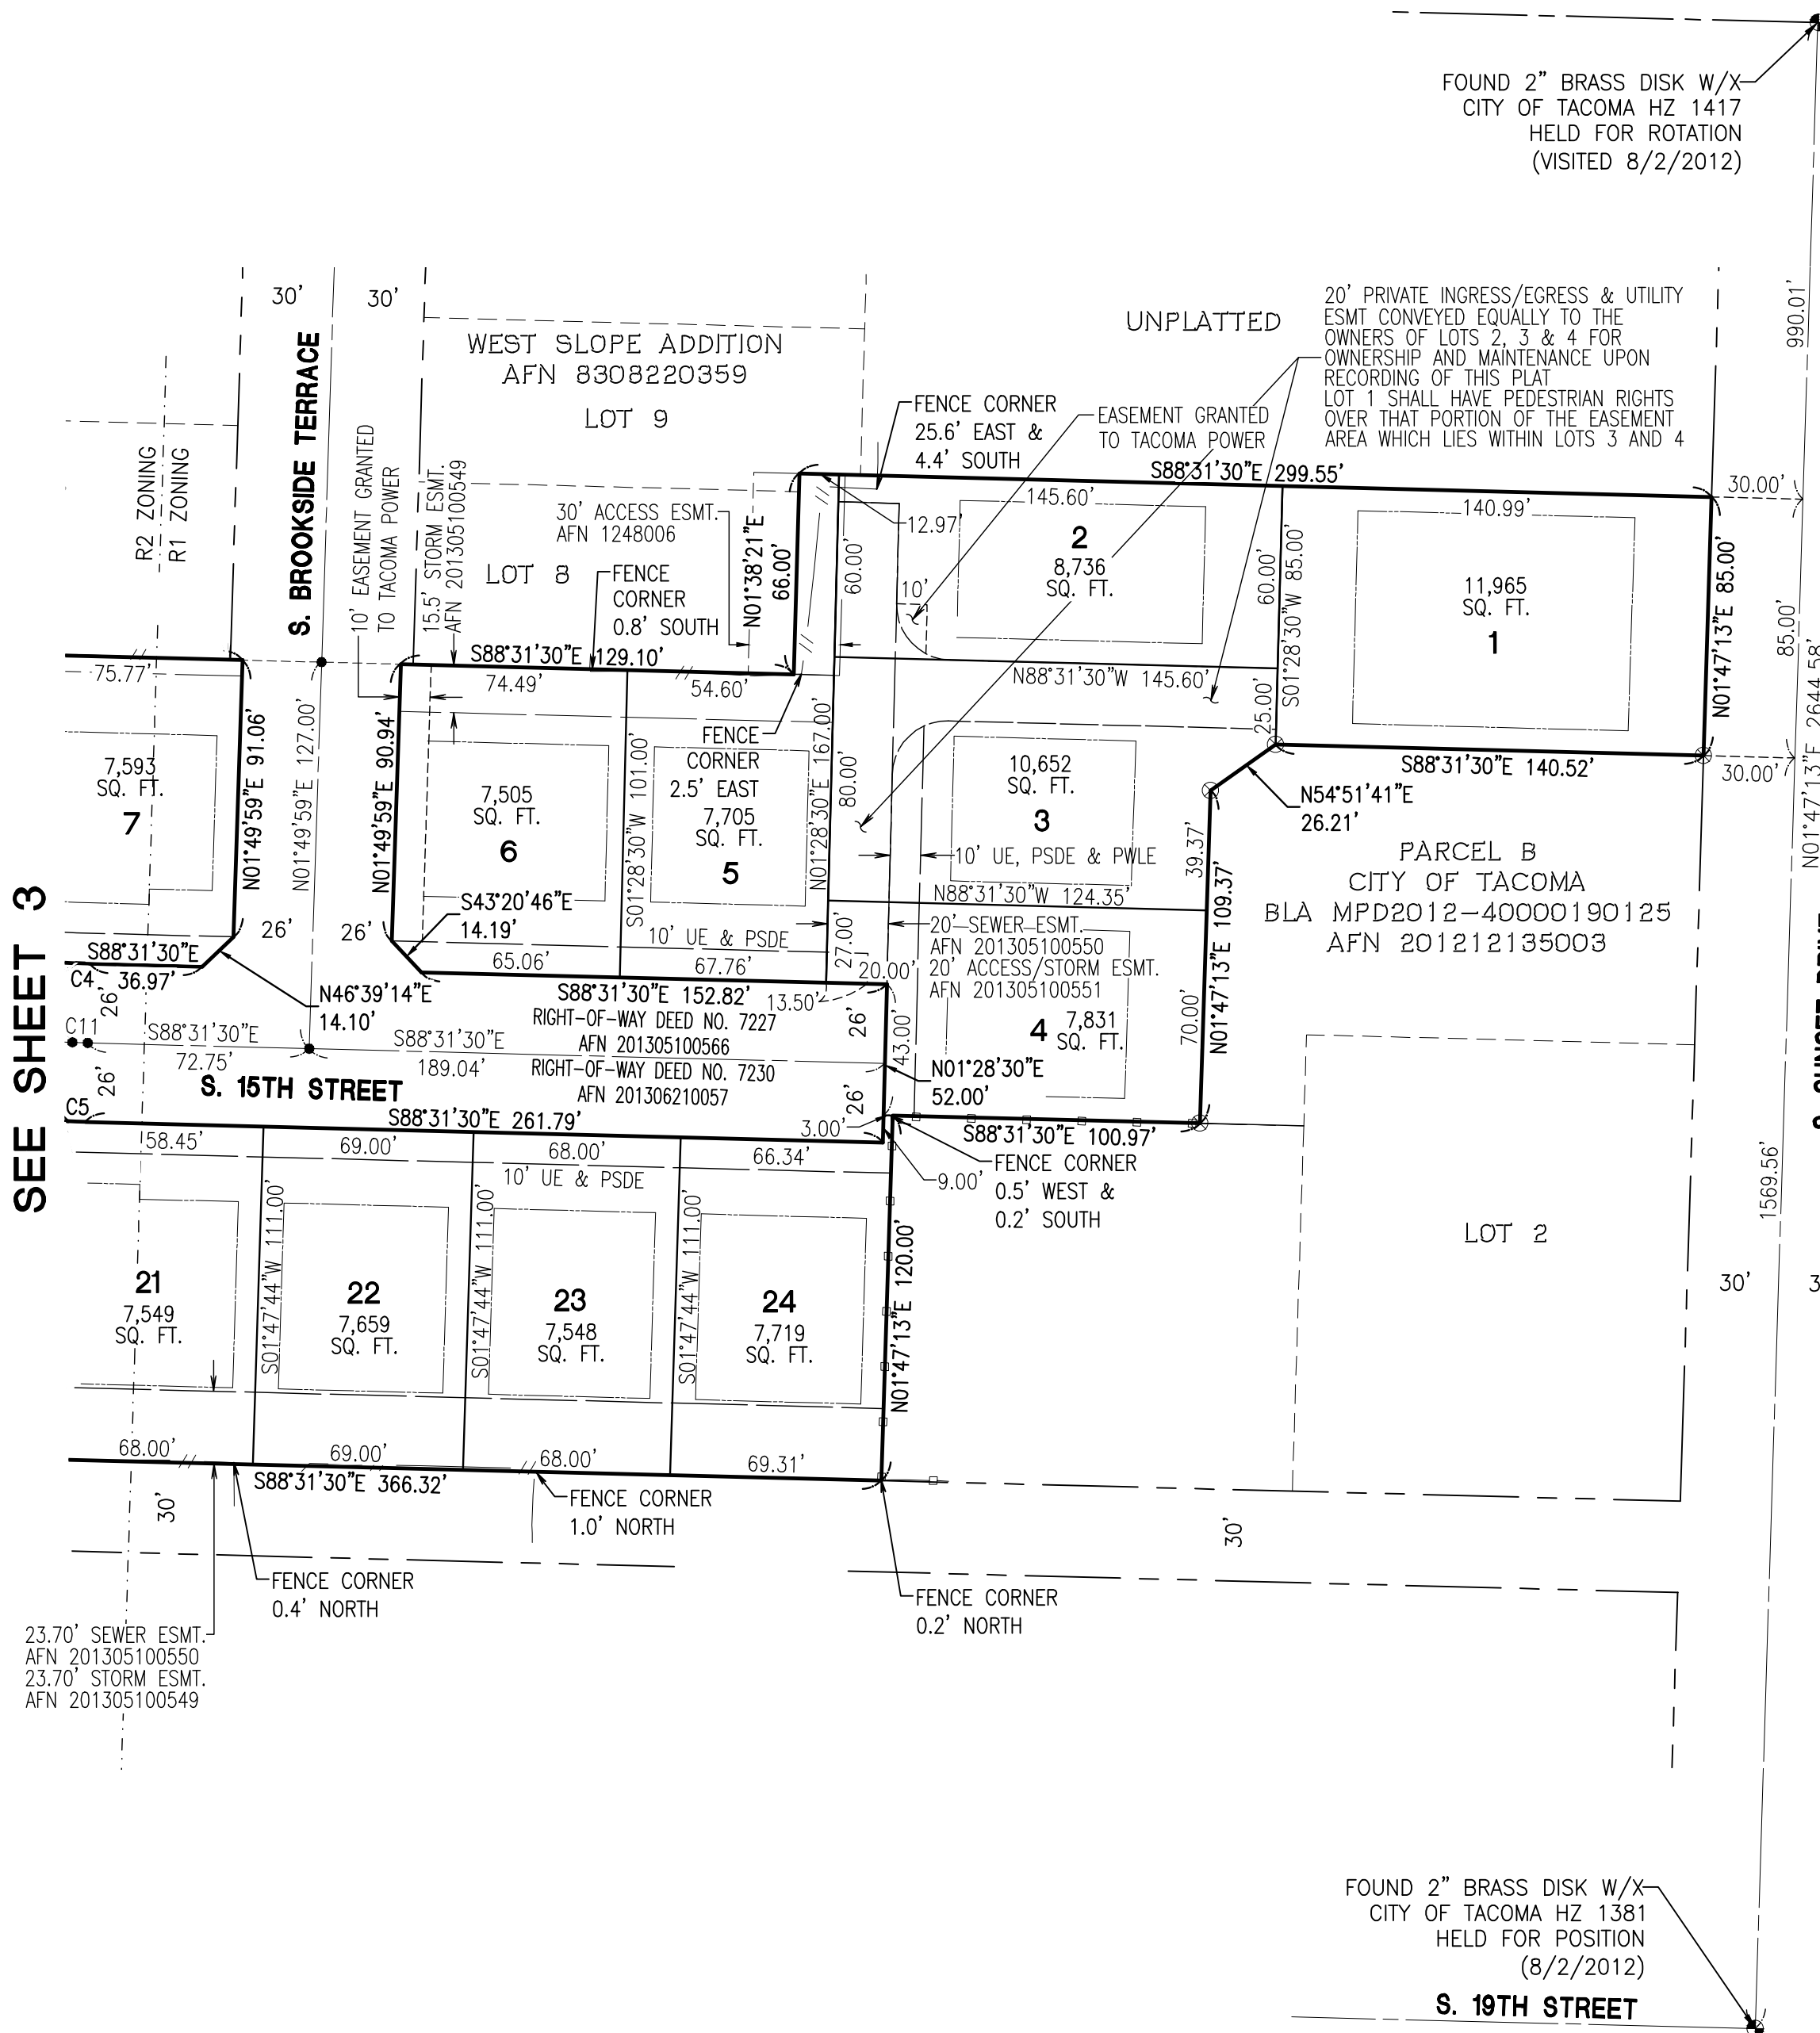 FOUND 2" BRASS DISK W/X
CITY OF TACOMA HZ 1417
HELD FOR ROTATION
(VISITED 8/2/2012)
990.01'
30'
30'
S. BROOKSIDE TERRACE
WEST SLOPE ADDITION
AFN 8308220359
LOT 9
UNPLATTED
20' PRIVATE INGRESS/EGRESS & UTILITY
ESMT CONVEYED EQUALLY TO THE
OWNERS OF LOTS 2, 3 & 4 FOR
OWNERSHIP AND MAINTENANCE UPON
RECORDING OF THIS PLAT
LOT 1 SHALL HAVE PEDESTRIAN RIGHTS
OVER THAT PORTION OF THE EASEMENT
AREA WHICH LIES WITHIN LOTS 3 AND 4
R2 ZONING
R1 ZONING
10' EASEMENT GRANTED
TO TACOMA POWER
15.5' STORM ESMT.
AFN 201305100549
FENCE CORNER
25.6' EAST &
4.4' SOUTH
EASEMENT GRANTED
TO TACOMA POWER
S88°31'30"E 299.55'
30' ACCESS ESMT.
AFN 1248006
LOT 8
FENCE
CORNER
0.8' SOUTH
N01°38'21"E
66.00'
12.97'
60.00'
145.60'
2
8,736
SQ. FT.
10'
60.00'
S01°28'30"W 85.00'
140.99'
11,965
SQ. FT.
1
30.00'
N01°47'13"E 85.00'
85.00'
N01°47'13"E 2644.58'
S88°31'30"E 129.10'
74.49'
54.60'
75.77'
N88°31'30"W 145.60'
25.00'
S88°31'30"E 140.52'
30.00'
7,593
SQ. FT.
7
N01°49'59"E 91.06'
N01°49'59"E 127.00'
N01°49'59"E 90.94'
7,505
SQ. FT.
6
S01°28'30"W 101.00'
FENCE
CORNER
2.5' EAST
7,705
SQ. FT.
5
N01°28'30"E 167.00'
80.00'
10,652
SQ. FT.
3
10' UE, PSDE & PWLE
39.37'
N54°51'41"E
26.21'
PARCEL B
CITY OF TACOMA
BLA MPD2012-40000190125
AFN 201212135003
N88°31'30"W 124.35'
N01°47'13"E 109.37'
SEE SHEET 3
S88°31'30"E
C4
36.97'
26'
26'
26'
S43°20'46"E
14.19'
10' UE & PSDE
65.06'
67.76'
27.00'
20.00'
20' SEWER ESMT.
AFN 201305100550
20' ACCESS/STORM ESMT.
AFN 201305100551
S88°31'30"E 152.82'
13.50'
N46°39'14"E
14.10'
RIGHT-OF-WAY DEED NO. 7227
AFN 201305100566
RIGHT-OF-WAY DEED NO. 7230
AFN 201306210057
26'
43.00'
4
7,831
SQ. FT.
70.00'
C11
S88°31'30"E
72.75'
S88°31'30"E
189.04'
N01°28'30"E
52.00'
26'
26'
S. 15TH STREET
C5
S88°31'30"E 261.79'
3.00'
S88°31'30"E 100.97'
58.45'
69.00'
68.00'
66.34'
10' UE & PSDE
9.00'
FENCE CORNER
0.5' WEST &
0.2' SOUTH
1569.56'
LOT 2
30'
21
7,549
SQ. FT.
S01°47'44"W 111.00'
22
7,659
SQ. FT.
S01°47'44"W 111.00'
23
7,548
SQ. FT.
S01°47'44"W 111.00'
24
7,719
SQ. FT.
N01°47'13"E 120.00'
68.00'
69.00'
68.00'
69.31'
S88°31'30"E 366.32'
30'
FENCE CORNER
1.0' NORTH
30'
FENCE CORNER
0.4' NORTH
FENCE CORNER
0.2' NORTH
23.70' SEWER ESMT.
AFN 201305100550
23.70' STORM ESMT.
AFN 201305100549
FOUND 2" BRASS DISK W/X
CITY OF TACOMA HZ 1381
HELD FOR POSITION
(8/2/2012)
S. 19TH STREET